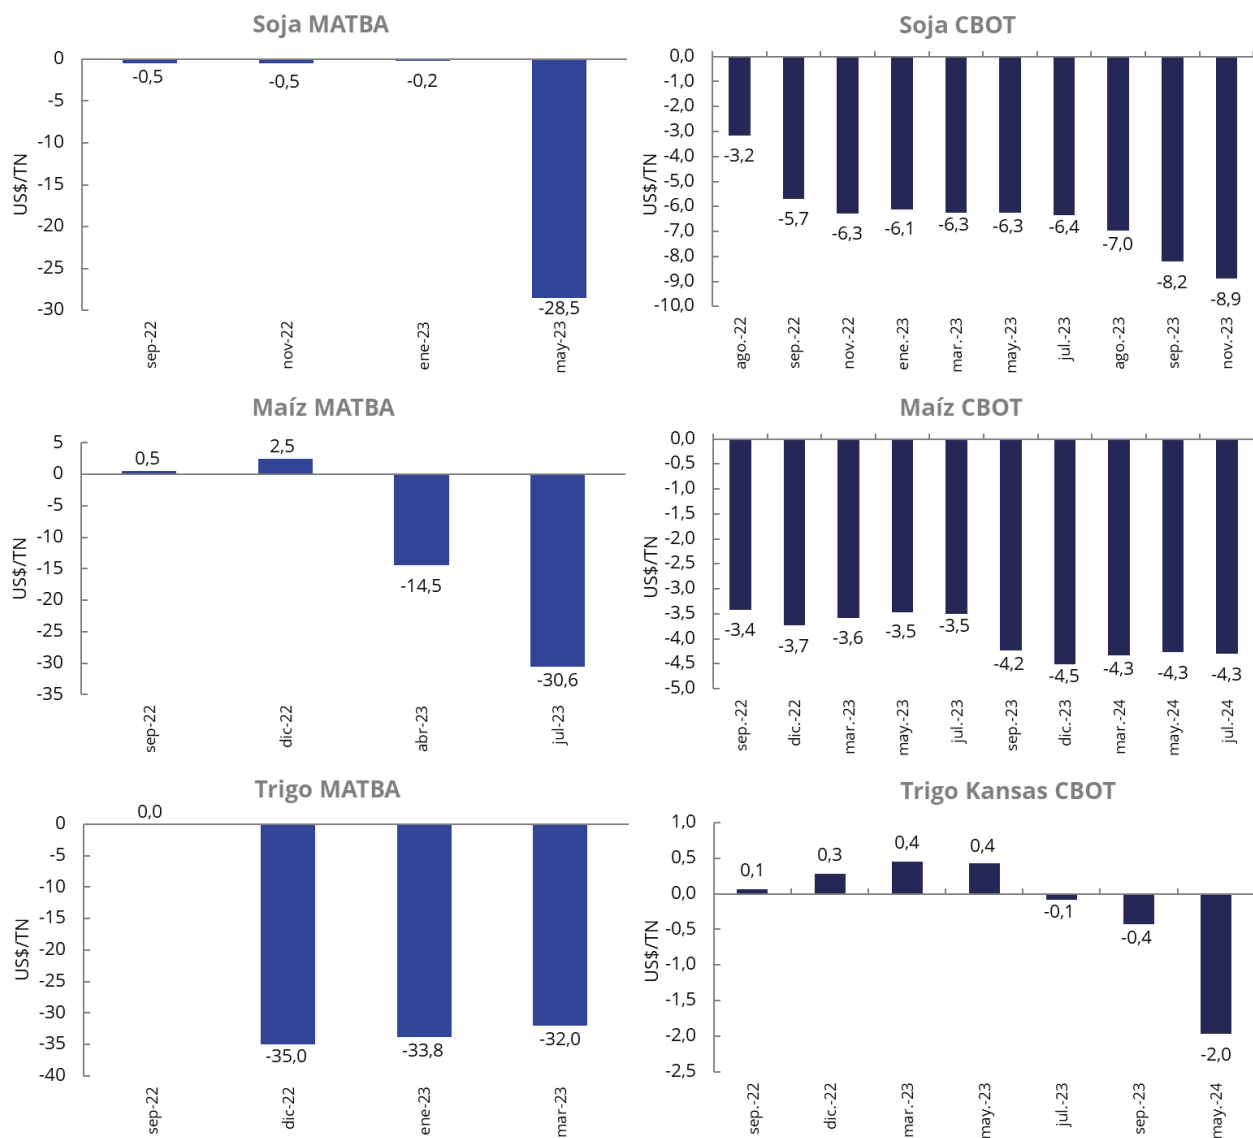 Soja MATBA
US$/TN
0
-5
-10
-15
-20
-25
-30
-0,5
-0,5
-0,2
-28,5
sep-22
nov-22
ene-23
may-23
Soja CBOT
US$/TN
0,0
-1,0
-2,0
-3,0
-4,0
-5,0
-6,0
-7,0
-8,0
-9,0
-10,0
-3,2
-5,7
-6,3
-6,1
-6,3
-6,3
-6,4
-7,0
-8,2
-8,9
ago.-22
sep.-22
nov.-22
ene.-23
mar.-23
may.-23
jul.-23
ago.-23
sep.-23
nov.-23
Maíz MATBA
US$/TN
5
0
-5
-10
-15
-20
-25
-30
-35
0,5
2,5
-14,5
-30,6
sep-22
dic-22
abr-23
jul-23
Maíz CBOT
US$/TN
0,0
-0,5
-1,0
-1,5
-2,0
-2,5
-3,0
-3,5
-4,0
-4,5
-5,0
-3,4
-3,7
-3,6
-3,5
-3,5
-4,2
-4,5
-4,3
-4,3
-4,3
sep.-22
dic.-22
mar.-23
may.-23
jul.-23
sep.-23
dic.-23
mar.-24
may.-24
jul.-24
Trigo MATBA
US$/TN
0
-5
-10
-15
-20
-25
-30
-35
-40
0,0
-35,0
-33,8
-32,0
sep-22
dic-22
ene-23
mar-23
Trigo Kansas CBOT
US$/TN
1,0
0,5
0,0
-0,5
-1,0
-1,5
-2,0
-2,5
0,1
0,3
0,4
0,4
-0,1
-0,4
-2,0
sep.-22
dic.-22
mar.-23
may.-23
jul.-23
sep.-23
may.-24